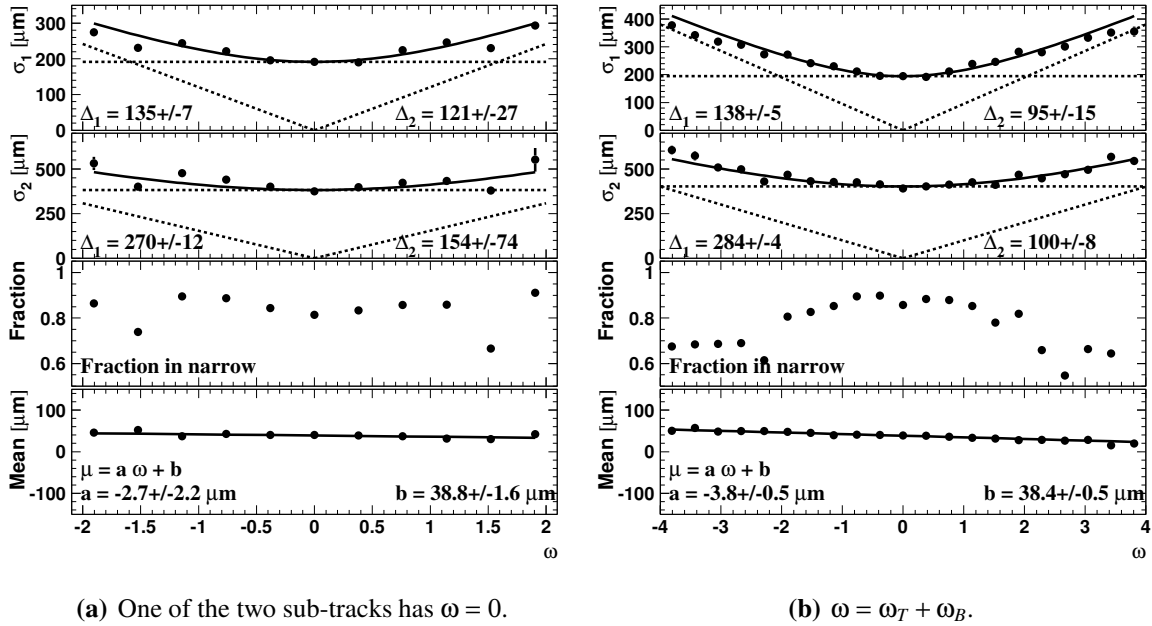 σ₁ [μm]
300
200
100
0
Δ₁ = 135+/-7
Δ₂ = 121+/-27
σ₂ [μm]
500
250
0
Δ₁ = 270+/-12
Δ₂ = 154+/-74
Fraction
1
0.8
0.6
Fraction in narrow
Mean [μm]
100
0
-100
μ = a ω + b
a = -2.7+/-2.2 μm
b = 38.8+/-1.6 μm
-2 -1.5 -1 -0.5 0 0.5 1 1.5 2
ω
(a) One of the two sub-tracks has ω = 0.
σ₁ [μm]
400
300
200
100
0
Δ₁ = 138+/-5
Δ₂ = 95+/-15
σ₂ [μm]
600
400
200
0
Δ₁ = 284+/-4
Δ₂ = 100+/-8
Fraction
1
0.8
0.6
Fraction in narrow
Mean [μm]
100
0
-100
μ = a ω + b
a = -3.8+/-0.5 μm
b = 38.4+/-0.5 μm
-4 -3 -2 -1 0 1 2 3 4
ω
(b) ω = ω_T + ω_B.